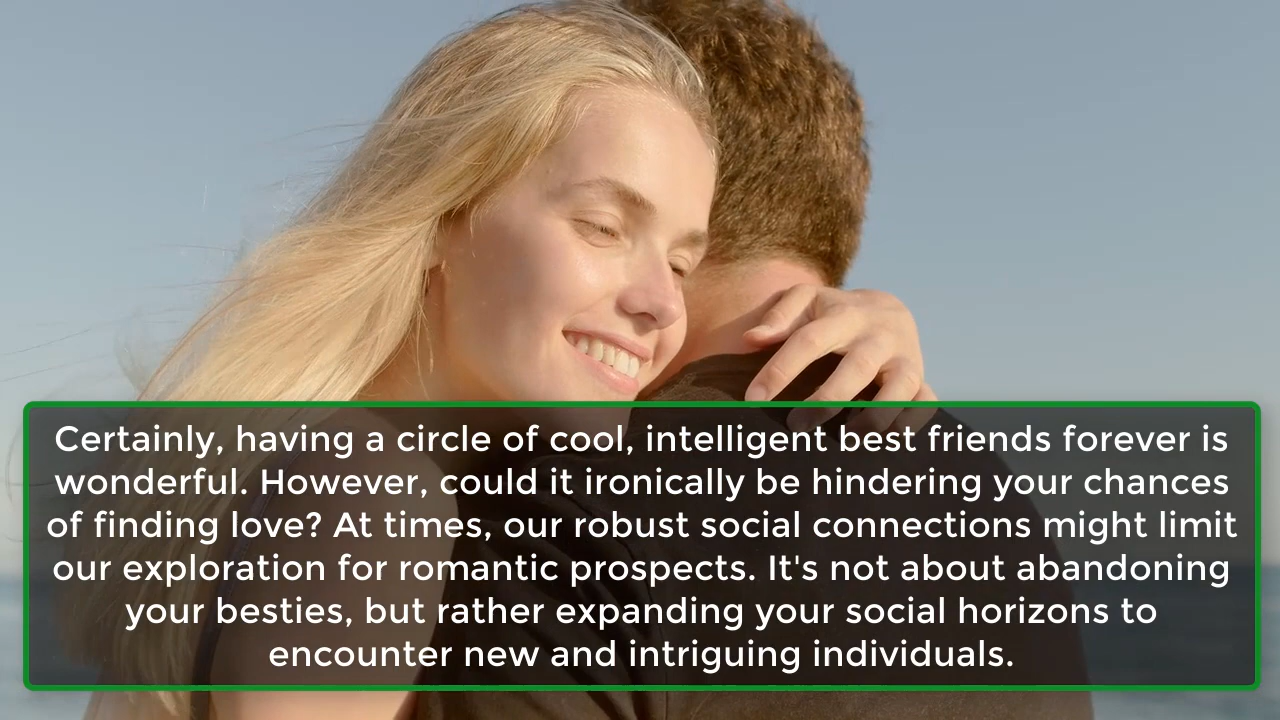 Certainly, having a circle of cool, intelligent best friends forever is
wonderful. However, could it ironically be hindering your chances
of finding love? At times, our robust social connections might limit
our exploration for romantic prospects. It's not about abandoning
your besties, but rather expanding your social horizons to
encounter new and intriguing individuals.